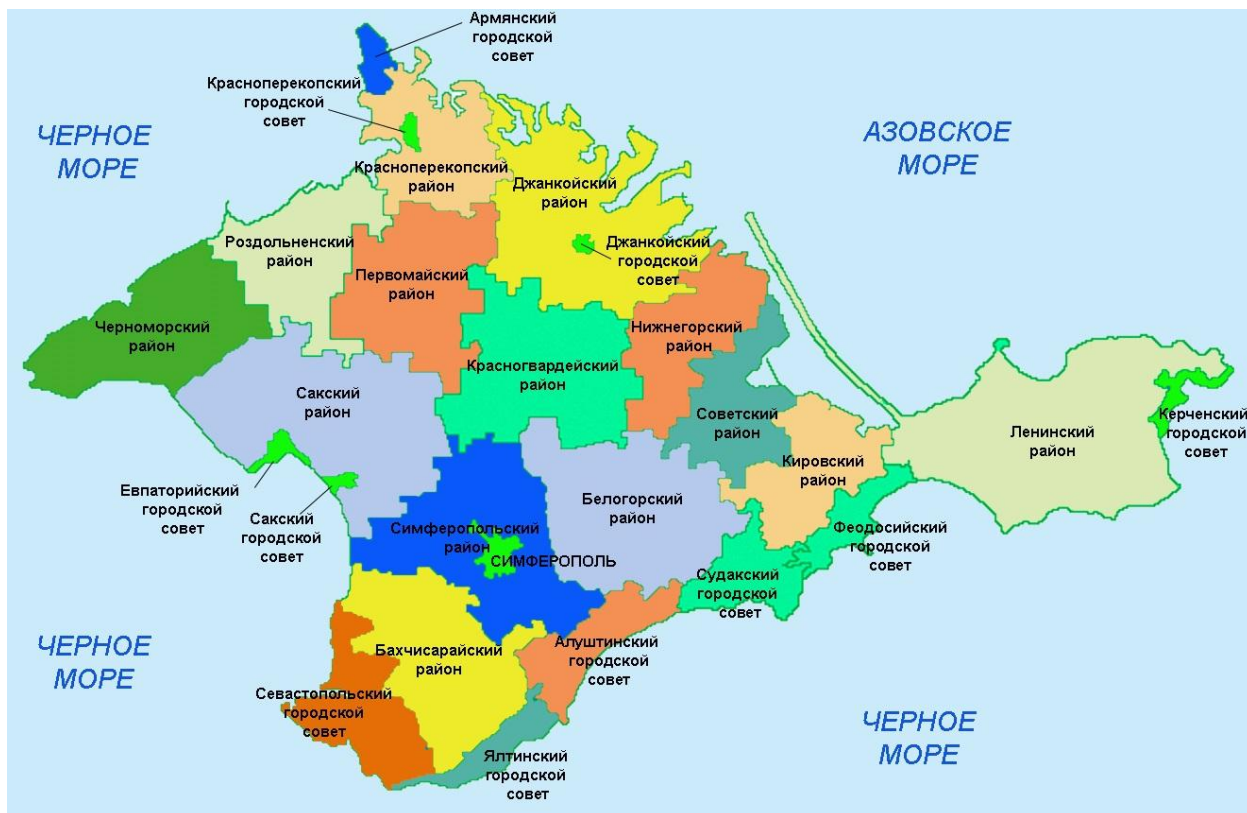 Армянский
городской
совет
Красноперекопский
городской
совет
ЧЕРНОЕ
МОРЕ
АЗОВСКОЕ
МОРЕ
Красноперекопский
район
Джанкойский
район
Роздольненский
район
Джанкойский
городской
совет
Первомайский
район
Черноморский
район
Нижнегорский
район
Красногвардейский
район
Сакский
район
Советский
район
Керченский
городской
совет
Ленинский
район
Кировский
район
Евпаторийский
городской
совет
Белогорский
район
Сакский
городской
совет
Симферопольский
район
СИМФЕРОПОЛЬ
Феодосийский
городской
совет
Судакский
городской
совет
ЧЕРНОЕ
МОРЕ
Бахчисарайский
район
Алуштинский
городской
совет
Севастопольский
городской
совет
ЧЕРНОЕ
МОРЕ
Ялтинский
городской
совет